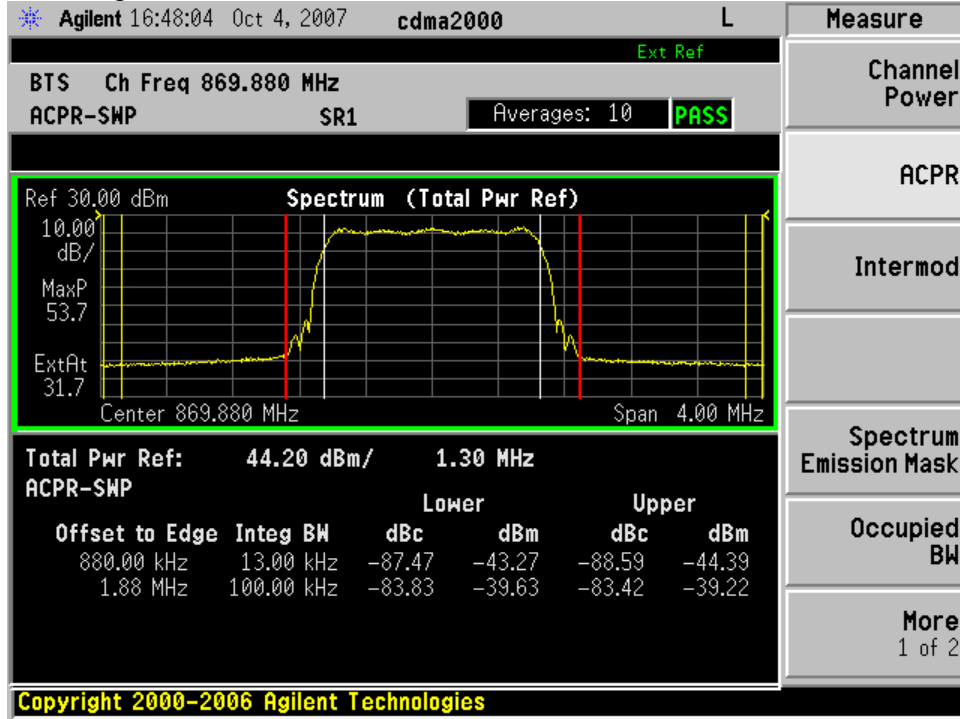 Agilent 16:48:04 Oct 4, 2007 cdma2000 L
Measure
Ext Ref
BTS Ch Freq 869.880 MHz
ACPR-SWP SR1 Averages: 10 PASS
Channel
Power
ACPR
Intermod
Spectrum
Emission Mask
Occupied
BW
More
1 of 2
Ref 30.00 dBm Spectrum (Total Pwr Ref)
10.00
dB/
MaxP
53.7
ExtAt
31.7
Center 869.880 MHz Span 4.00 MHz
Total Pwr Ref: 44.20 dBm/ 1.30 MHz
ACPR-SWP
Lower Upper
Offset to Edge Integ BW dBc dBm dBc dBm
880.00 kHz 13.00 kHz -87.47 -43.27 -88.59 -44.39
1.88 MHz 100.00 kHz -83.83 -39.63 -83.42 -39.22
Copyright 2000-2006 Agilent Technologies